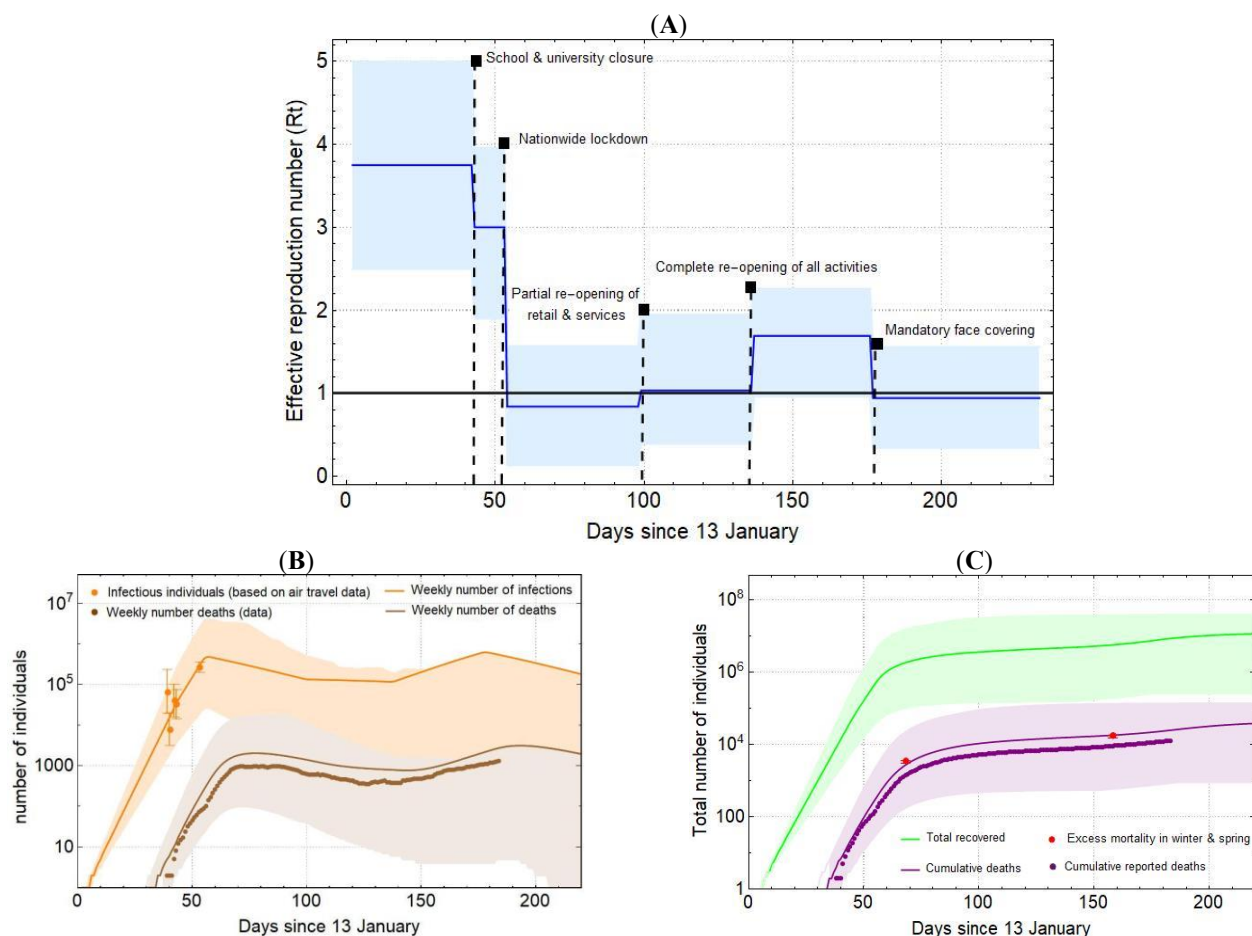 (A)
Effective reproduction number (Rt)
5
4
3
2
1
0
School & university closure
Nationwide lockdown
Partial re-opening of
retail & services
Complete re-opening of all activities
Mandatory face covering
0 50 100 150 200
Days since 13 January
(B)
number of individuals
10^7
10^5
1000
10
Infectious individuals (based on air travel data)
Weekly number deaths (data)
Weekly number of infections
Weekly number of deaths
0 50 100 150 200
Days since 13 January
(C)
Total number of individuals
10^8
10^6
10^4
100
1
Total recovered
Cumulative deaths
Excess mortality in winter & spring
Cumulative reported deaths
0 50 100 150 200
Days since 13 January